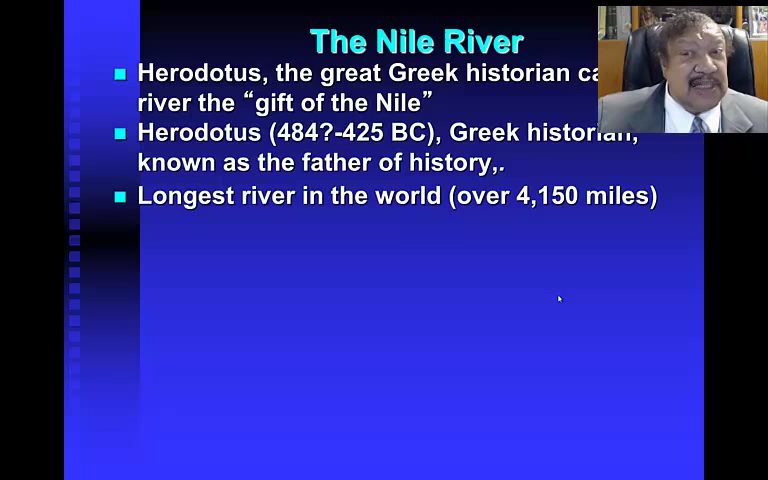 The Nile River
Herodotus, the great Greek historian
river the “gift of the Nile”
Herodotus (484?-425 BC), Greek historian,
known as the father of history,.
Longest river in the world (over 4,150 miles)